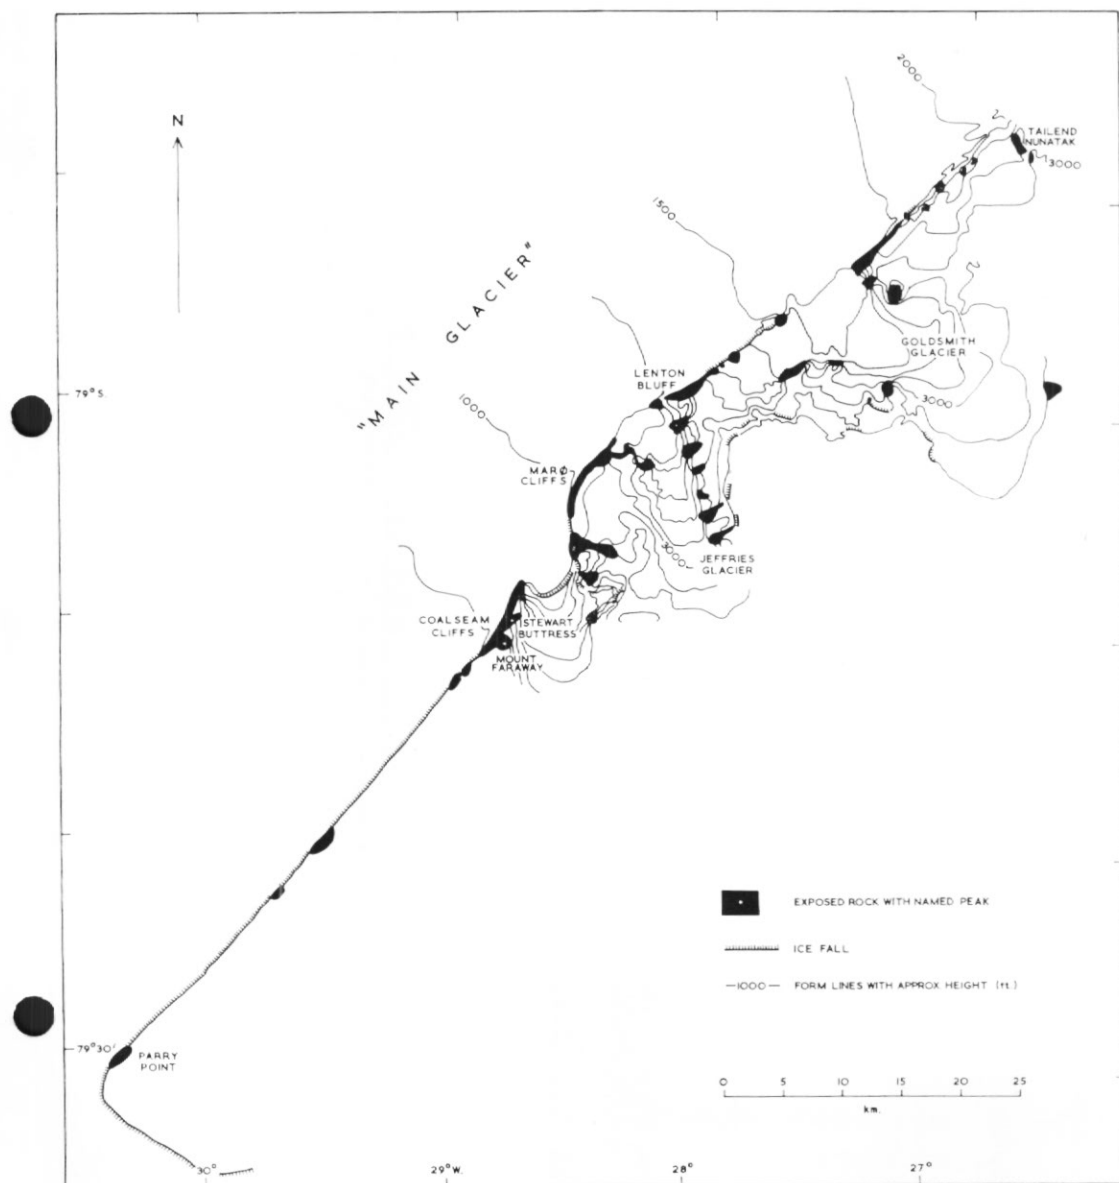 N
2000
TAILEND
NUNATAK
3000
1500
"MAIN GLACIER"
GOLDSMITH
GLACIER
LENTON
BLUFF
79°5'
1000
3000
MARØ
CLIFFS
3000
JEFFRIES
GLACIER
COALSEAM
CLIFFS
STEWART
BUTTRESS
MOUNT
FARAWAY
EXPOSED ROCK WITH NAMED PEAK
ICE FALL
—1000— FORM LINES WITH APPROX HEIGHT (ft.)
79°30'
PARRY
POINT
0 5 10 15 20 25
km.
30° 29°W. 28° 27°